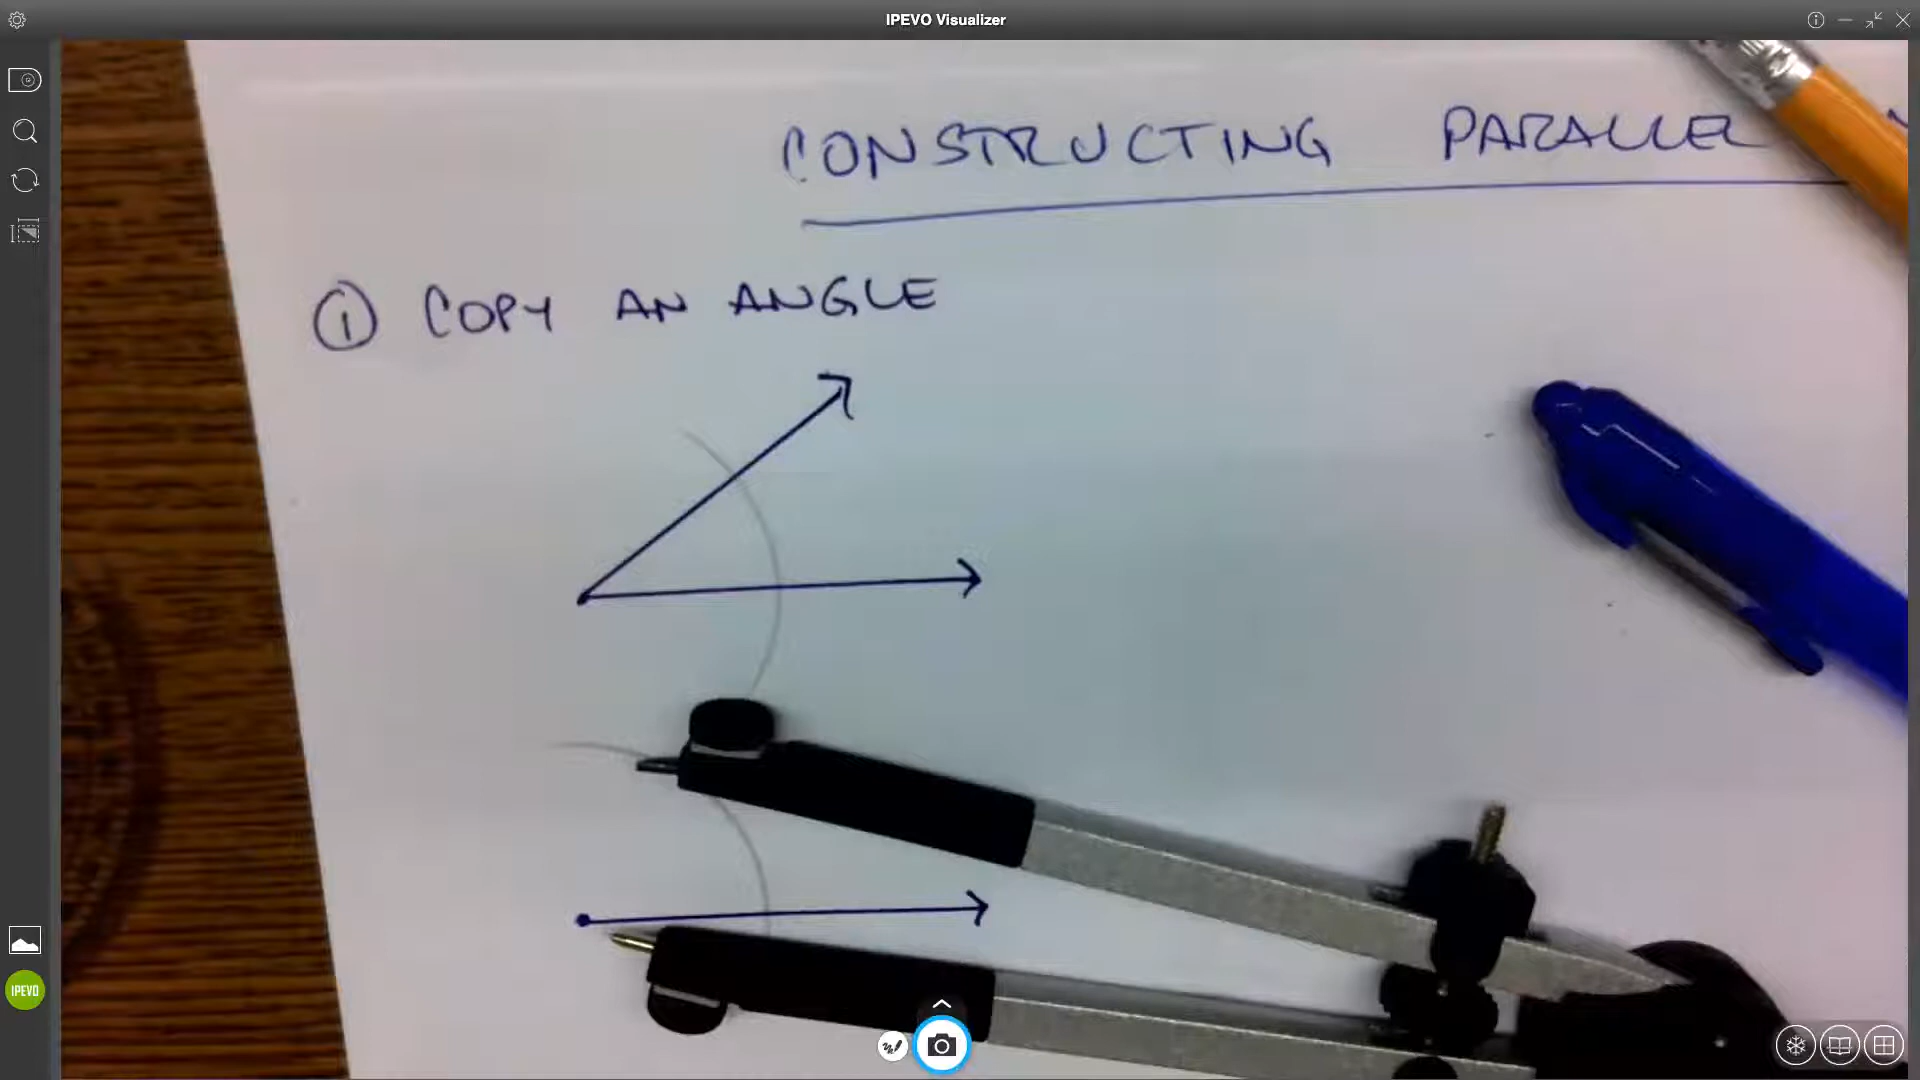 IPEVO Visualizer
CONSTRUCTING PARALLEL
① COPY AN ANGLE
IPEVO